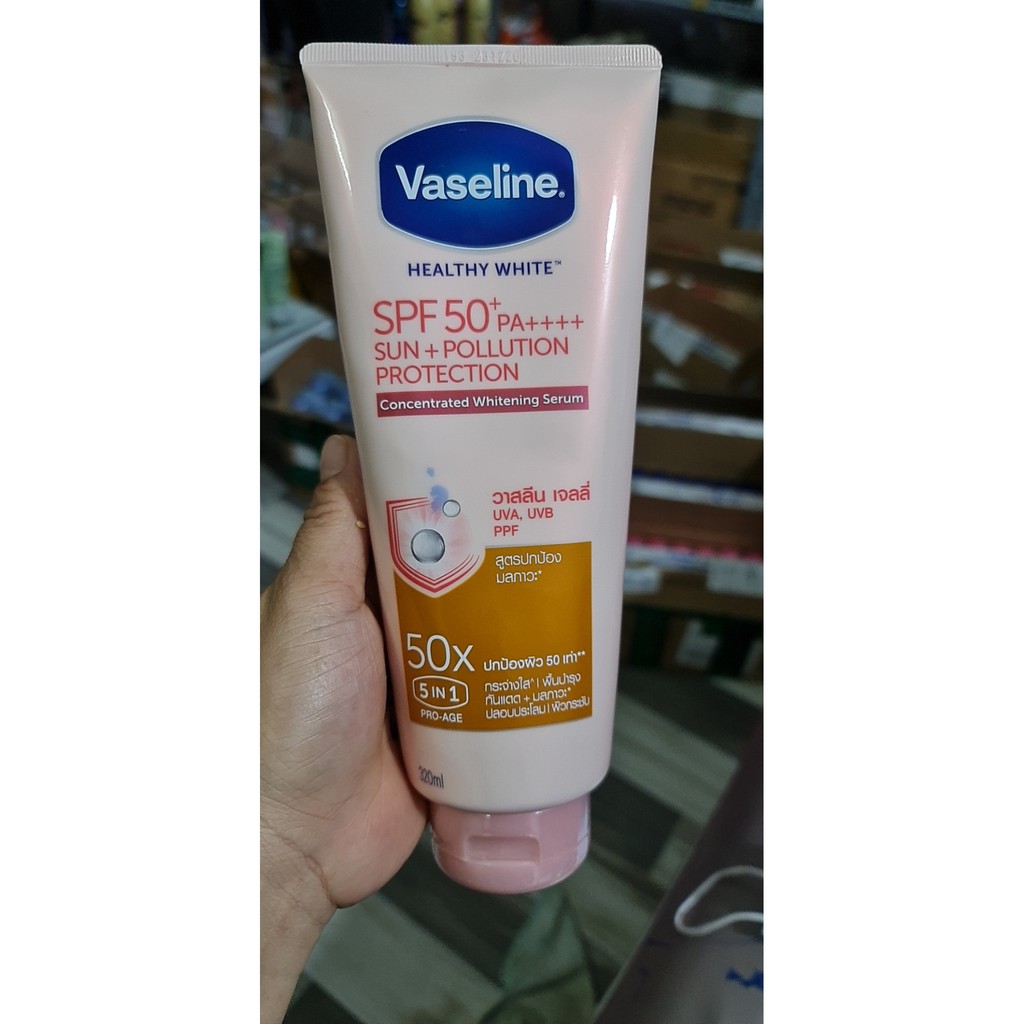 Vaseline®
HEALTHY WHITE™
SPF 50+ PA++++
SUN + POLLUTION
PROTECTION
Concentrated Whitening Serum
วาสลีน เจลลี่
UVA, UVB
PPF
สูตรปกป้อง
มลภาวะ*
50x ปกป้องผิว 50 เท่า**
5 IN 1
PRO-AGE
กระจ่างใส^ | ฟื้นบำรุง
กันแดด + มลภาวะ*
ปลอบประโลม | ผิวกระชับ
320ml